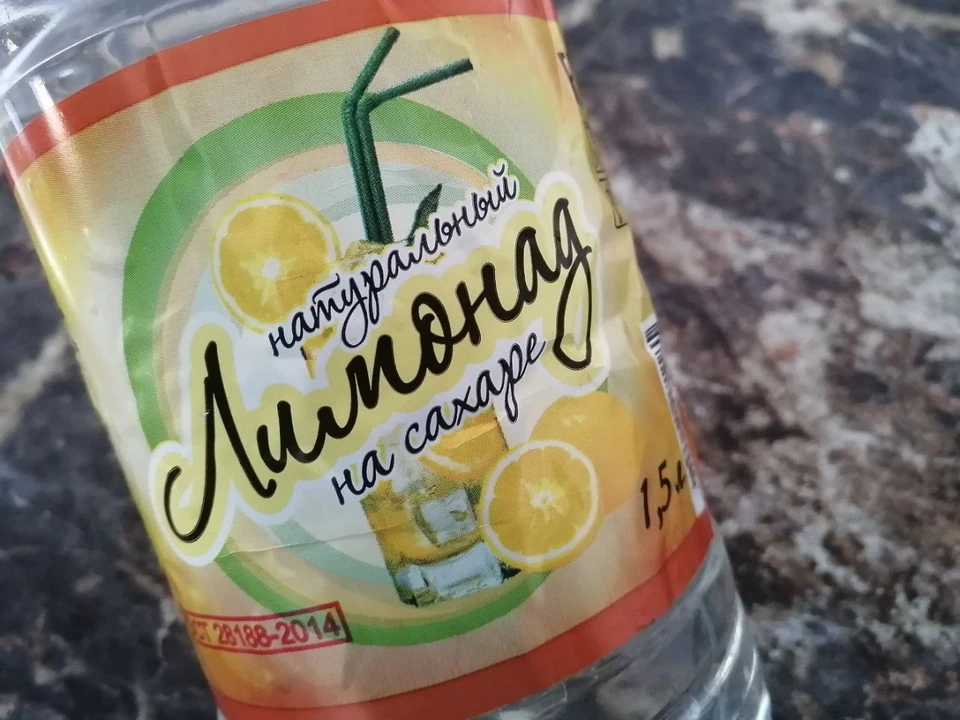 натуральный
Лимонад
на сахаре
1,5 л
СТ 28188-2014